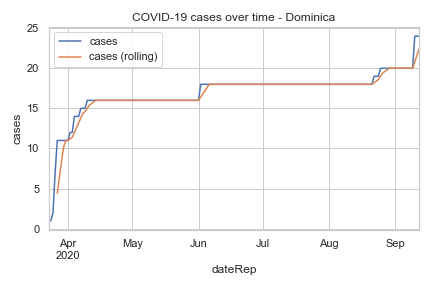 COVID-19 cases over time - Dominica
cases
cases (rolling)
25
20
15
10
5
0
cases
Apr
2020
May
Jun
Jul
Aug
Sep
dateRep